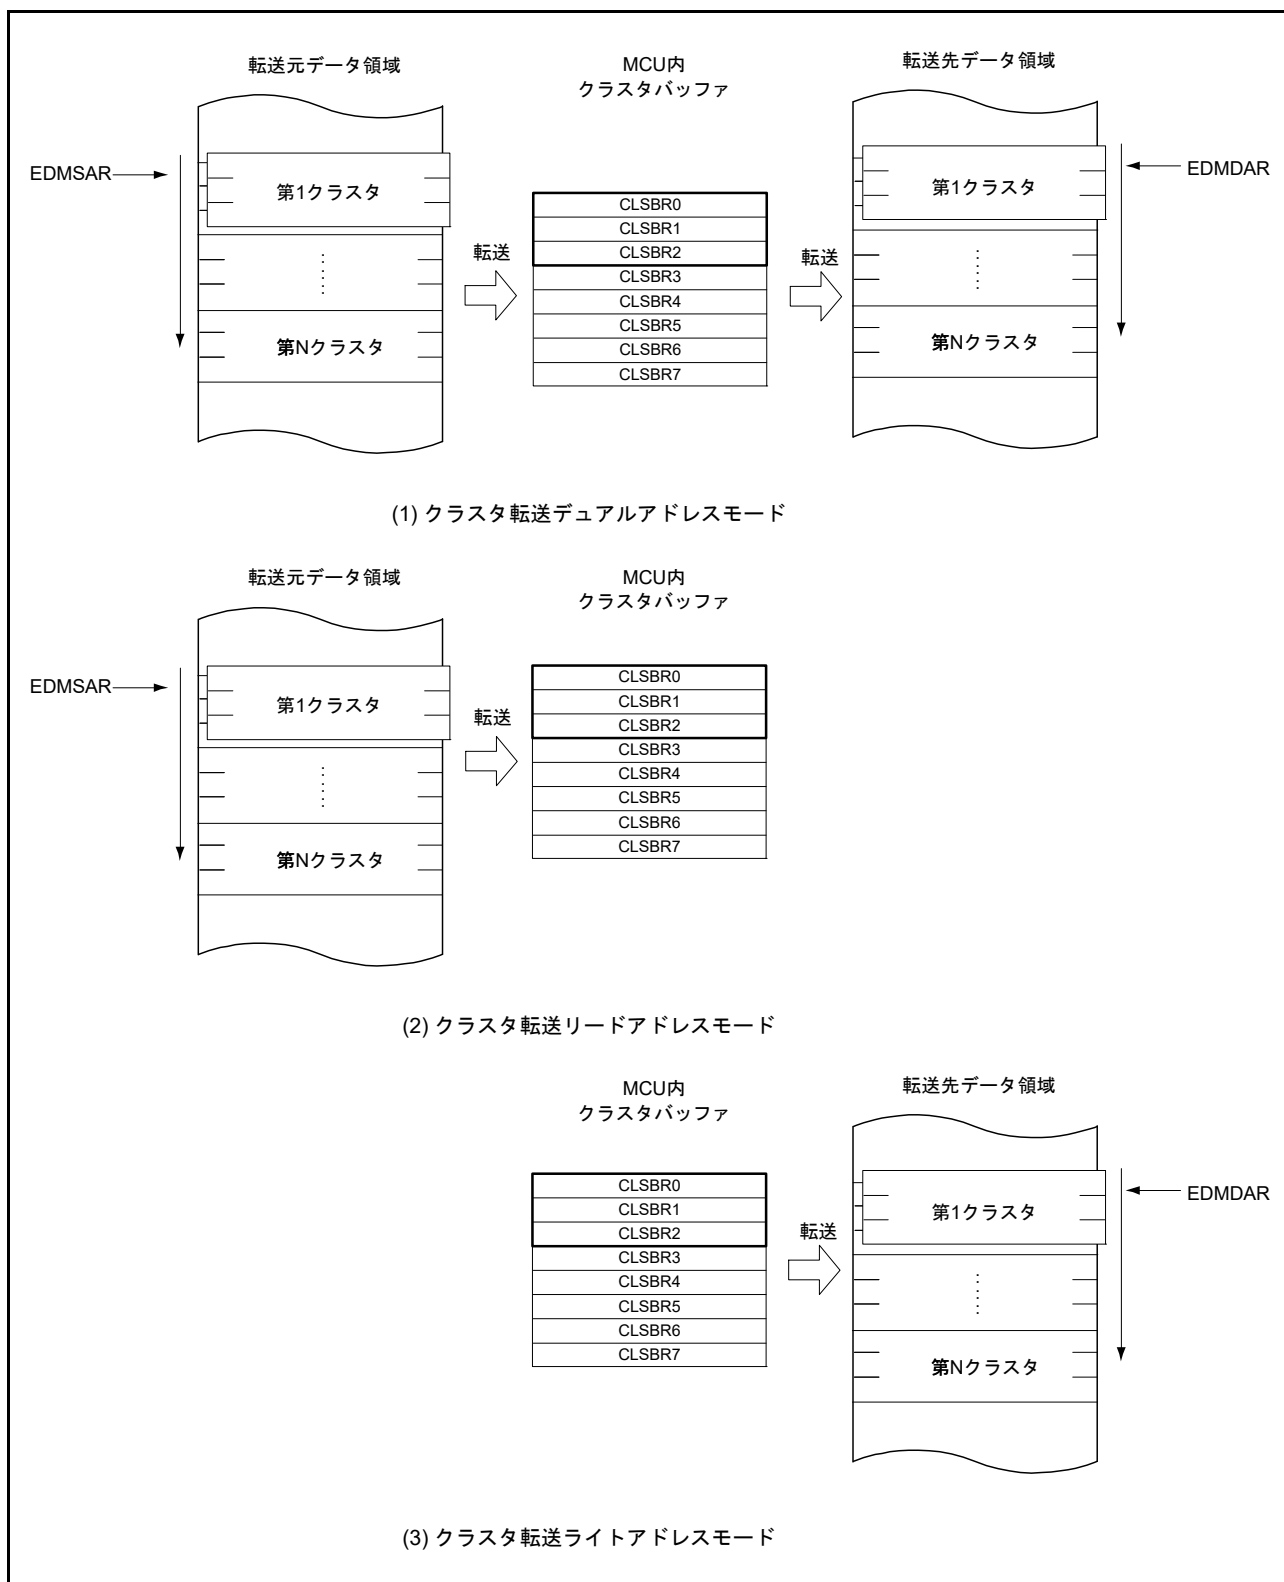 転送元データ領域
MCU内
クラスタバッファ
転送先データ領域
EDMSAR
第1クラスタ
第Nクラスタ
転送
CLSBR0
CLSBR1
CLSBR2
CLSBR3
CLSBR4
CLSBR5
CLSBR6
CLSBR7
転送
第1クラスタ
第Nクラスタ
EDMDAR
(1) クラスタ転送デュアルアドレスモード
転送元データ領域
MCU内
クラスタバッファ
EDMSAR
第1クラスタ
第Nクラスタ
転送
CLSBR0
CLSBR1
CLSBR2
CLSBR3
CLSBR4
CLSBR5
CLSBR6
CLSBR7
(2) クラスタ転送リードアドレスモード
MCU内
クラスタバッファ
転送先データ領域
CLSBR0
CLSBR1
CLSBR2
CLSBR3
CLSBR4
CLSBR5
CLSBR6
CLSBR7
転送
第1クラスタ
第Nクラスタ
EDMDAR
(3) クラスタ転送ライトアドレスモード